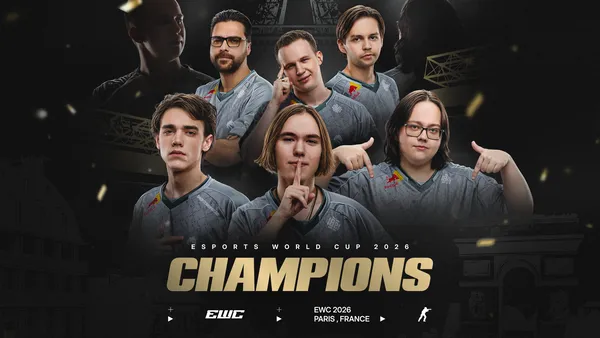 ESPORTS WORLD CUP 2026
CHAMPIONS
EWC
EWC 2026
PARIS, FRANCE